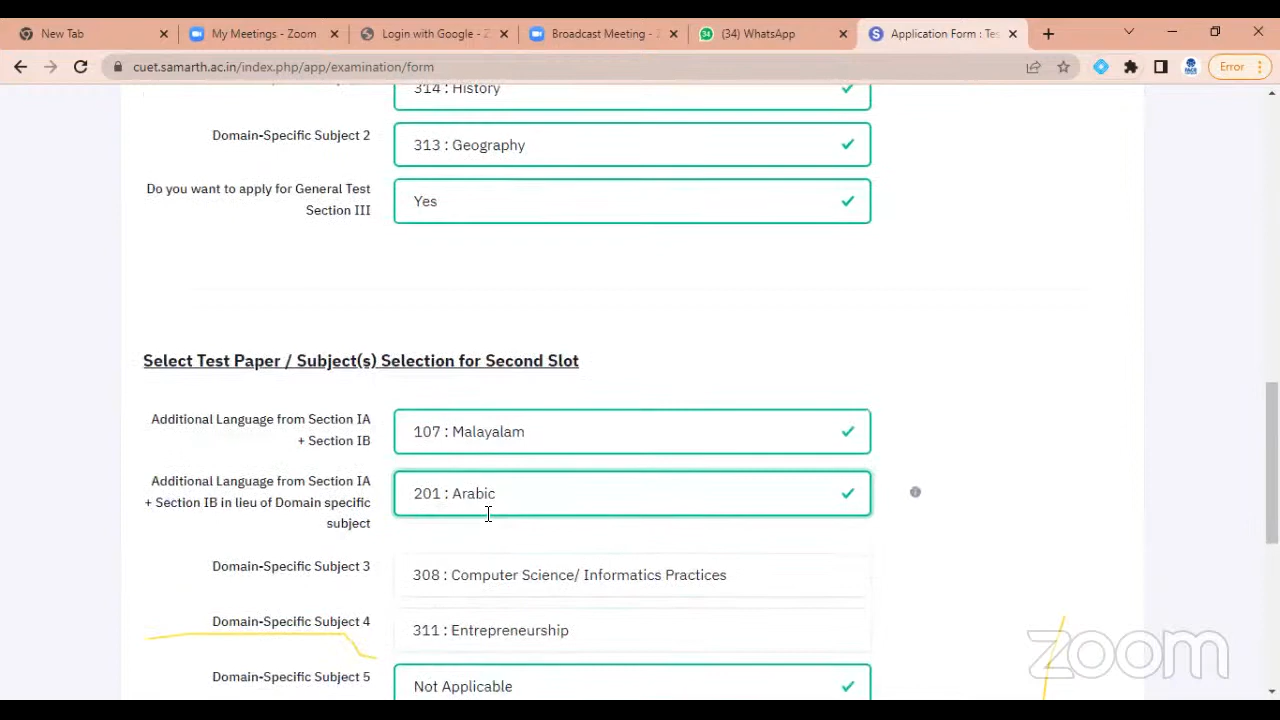 New Tab
My Meetings - Zoom
Login with Google - Z
Broadcast Meeting - Z
(34) WhatsApp
Application Form : Tes
cuet.samarth.ac.in/index.php/app/examination/form
Error
314 : History
Domain-Specific Subject 2
313 : Geography
Do you want to apply for General Test
Section III
Yes
Select Test Paper / Subject(s) Selection for Second Slot
Additional Language from Section IA
+ Section IB
107 : Malayalam
Additional Language from Section IA
+ Section IB in lieu of Domain specific
subject
201 : Arabic
Domain-Specific Subject 3
308 : Computer Science/ Informatics Practices
Domain-Specific Subject 4
311 : Entrepreneurship
Domain-Specific Subject 5
Not Applicable
zoom